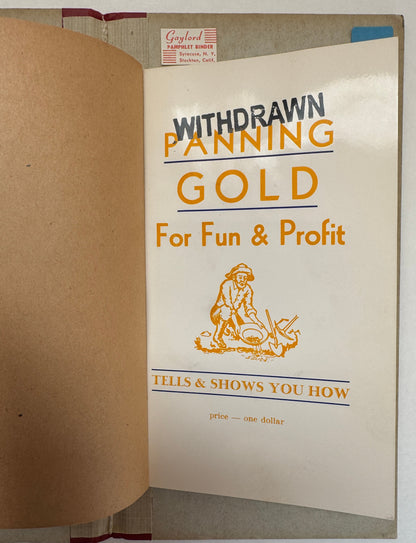 Gaylord
PAMPHLET BINDER
Syracuse, N. Y.
Stockton, Calif.
WITHDRAWN
PANNING
GOLD
For Fun & Profit
TELLS & SHOWS YOU HOW
price — one dollar